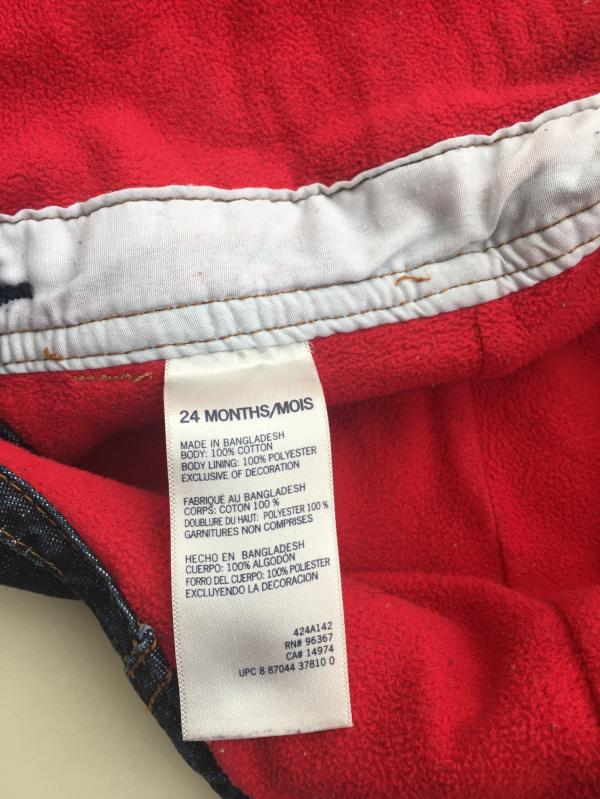 24 MONTHS/MOIS
MADE IN BANGLADESH
BODY: 100% COTTON
BODY LINING: 100% POLYESTER
EXCLUSIVE OF DECORATION
FABRIQUÉ AU BANGLADESH
CORPS: COTON 100 %
DOUBLURE DU HAUT: POLYESTER 100 %
GARNITURES NON COMPRISES
HECHO EN BANGLADESH
CUERPO: 100% ALGODÓN
FORRO DEL CUERPO: 100% POLIESTER
EXCLUYENDO LA DECORACION
424A142
RN# 96367
CA# 14974
UPC 8 87044 37810 0